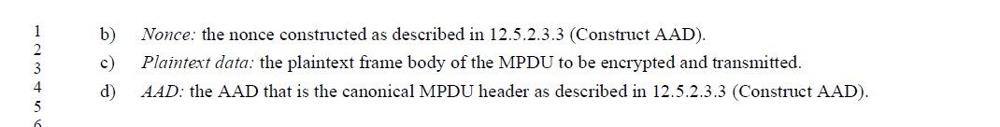 1
b) Nonce: the nonce constructed as described in 12.5.2.3.3 (Construct AAD).
2
3
c) Plaintext data: the plaintext frame body of the MPDU to be encrypted and transmitted.
4
d) AAD: the AAD that is the canonical MPDU header as described in 12.5.2.3.3 (Construct AAD).
5
6